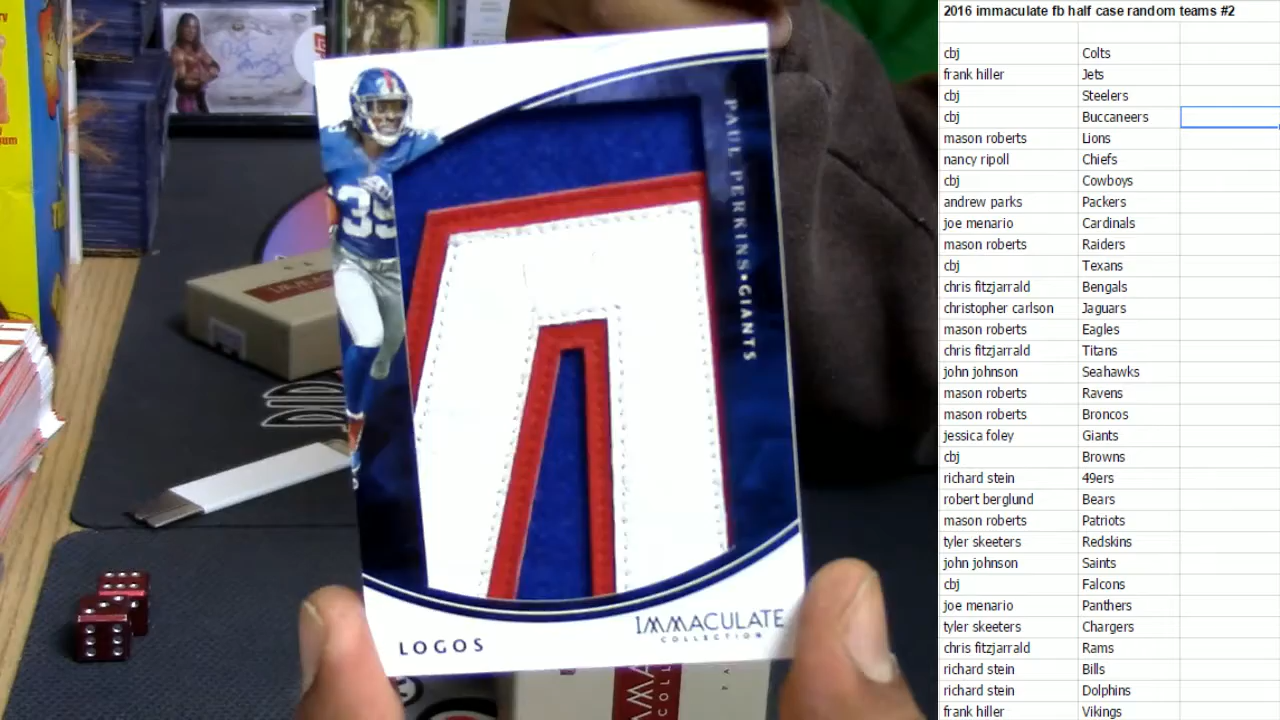 2016 immaculate fb half case random teams #2
cbj Colts
frank hiller Jets
cbj Steelers
cbj Buccaneers
mason roberts Lions
nancy ripoll Chiefs
cbj Cowboys
andrew parks Packers
joe menario Cardinals
mason roberts Raiders
cbj Texans
chris fitzjarrald Bengals
christopher carlson Jaguars
mason roberts Eagles
chris fitzjarrald Titans
john johnson Seahawks
mason roberts Ravens
mason roberts Broncos
jessica foley Giants
cbj Browns
richard stein 49ers
robert berglund Bears
mason roberts Patriots
tyler skeeters Redskins
john johnson Saints
cbj Falcons
joe menario Panthers
tyler skeeters Chargers
chris fitzjarrald Rams
richard stein Bills
richard stein Dolphins
frank hiller Vikings
PAUL PERKINS•GIANTS
39
LOGOS
IMMACULATE
COLLECTION